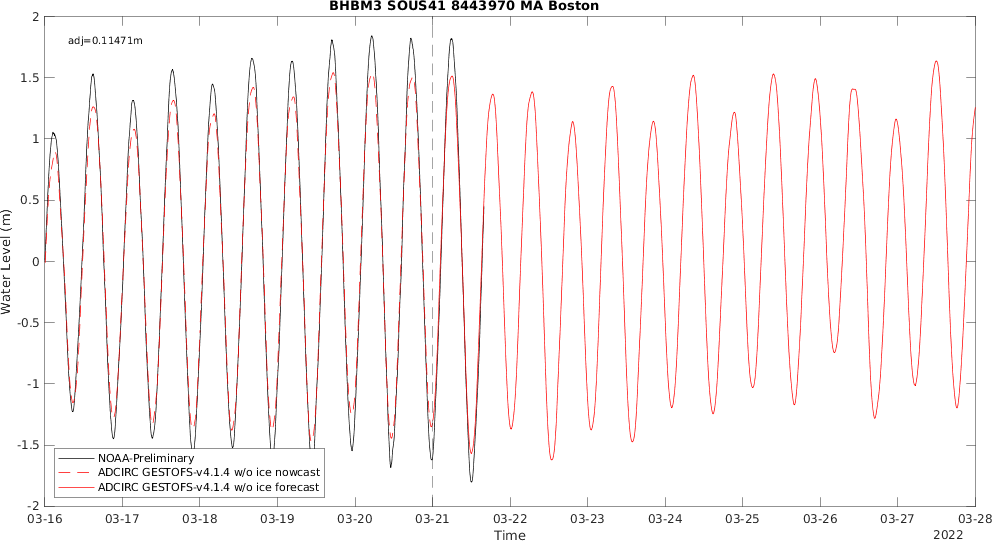 BHBM3 SOUS41 8443970 MA Boston
adj=0.11471m
Water Level (m)
2
1.5
1
0.5
0
-0.5
-1
-1.5
-2
NOAA-Preliminary
ADCIRC GESTOFS-v4.1.4 w/o ice nowcast
ADCIRC GESTOFS-v4.1.4 w/o ice forecast
03-16 03-17 03-18 03-19 03-20 03-21 03-22 03-23 03-24 03-25 03-26 03-27 03-28
Time
2022